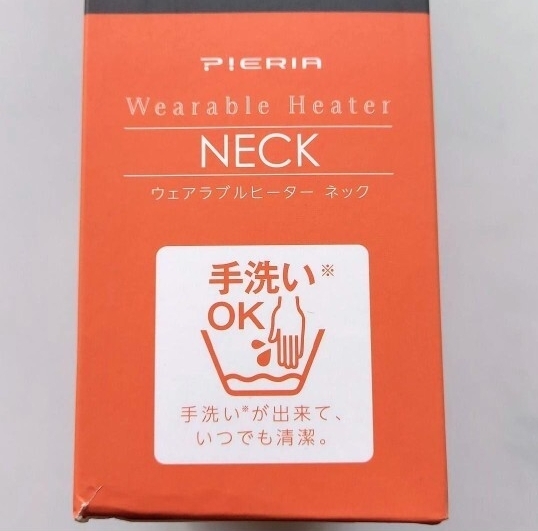 PIERIA
Wearable Heater
NECK
ウェアラブルヒーター ネック
手洗い※
OK
手洗い※が出来て、
いつでも清潔。